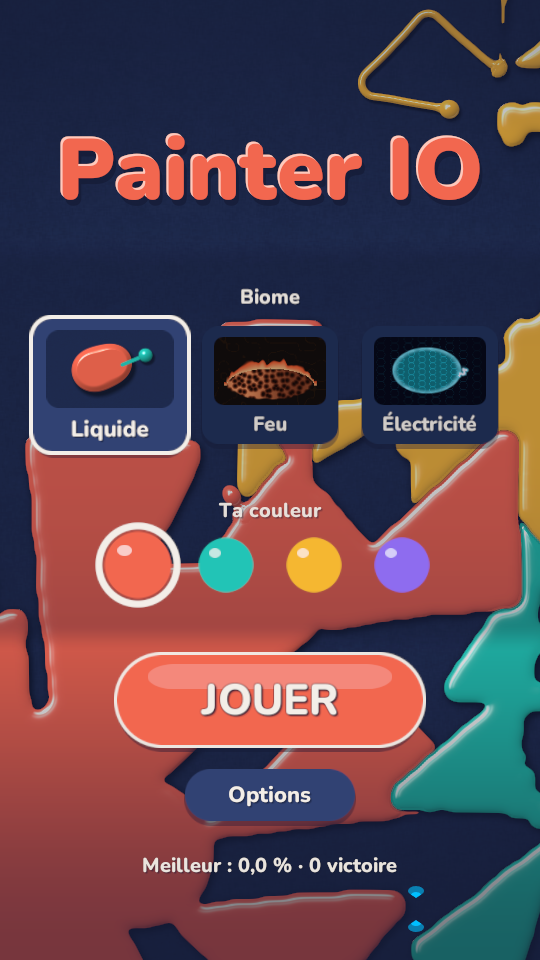 Painter IO
Biome
Liquide
Feu
Électricité
Ta couleur
JOUER
Options
Meilleur : 0,0 % · 0 victoire